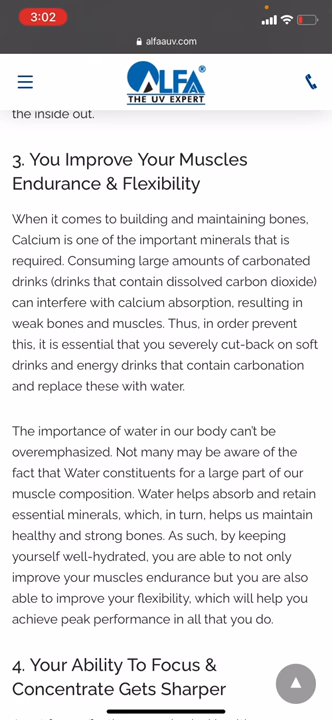 3:02
alfaauv.com
ALFA®
THE UV EXPERT
the inside out.
3. You Improve Your Muscles
Endurance & Flexibility
When it comes to building and maintaining bones,
Calcium is one of the important minerals that is
required. Consuming large amounts of carbonated
drinks (drinks that contain dissolved carbon dioxide)
can interfere with calcium absorption, resulting in
weak bones and muscles. Thus, in order prevent
this, it is essential that you severely cut-back on soft
drinks and energy drinks that contain carbonation
and replace these with water.
The importance of water in our body can't be
overemphasized. Not many may be aware of the
fact that Water constituents for a large part of our
muscle composition. Water helps absorb and retain
essential minerals, which, in turn, helps us maintain
healthy and strong bones. As such, by keeping
yourself well-hydrated, you are able to not only
improve your muscles endurance but you are also
able to improve your flexibility, which will help you
achieve peak performance in all that you do.
4. Your Ability To Focus &
Concentrate Gets Sharper